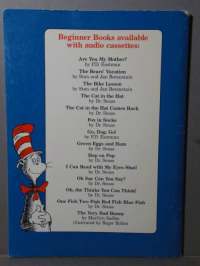 Beginner Books available
with audio cassettes:
Are You My Mother?
by P.D. Eastman
The Bears' Vacation
by Stan and Jan Berenstain
The Bike Lesson
by Stan and Jan Berenstain
The Cat in the Hat
by Dr. Seuss
The Cat in the Hat Comes Back
by Dr. Seuss
Fox in Socks
by Dr. Seuss
Go, Dog. Go!
by P.D. Eastman
Green Eggs and Ham
by Dr. Seuss
Hop on Pop
by Dr. Seuss
I Can Read with My Eyes Shut!
by Dr. Seuss
Oh Say Can You Say?
by Dr. Seuss
Oh, the Thinks You Can Think!
by Dr. Seuss
One Fish Two Fish Red Fish Blue Fish
by Dr. Seuss
The Very Bad Bunny
by Marilyn Sadler
illustrated by Roger Bollen